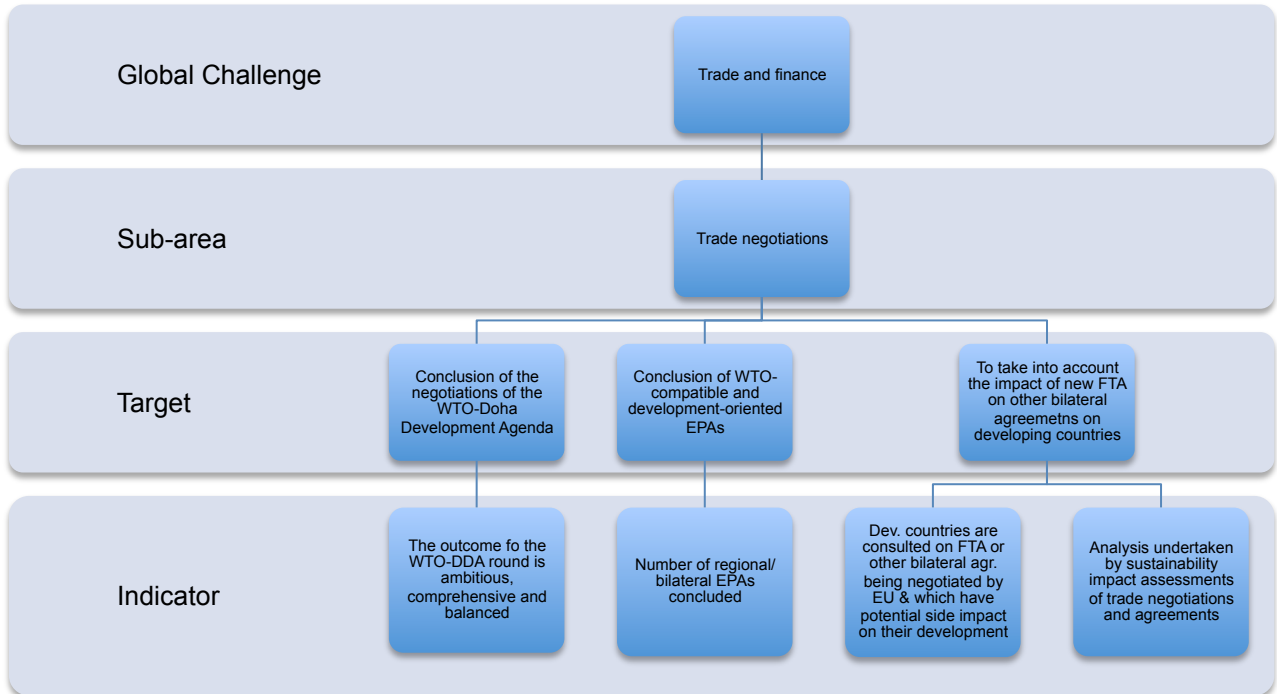 Global Challenge
Trade and finance
Sub-area
Trade negotiations
Target
Conclusion of the
negotiations of the
WTO-Doha
Development Agenda
Conclusion of WTO-
compatible and
development-oriented
EPAs
To take into account
the impact of new FTA
on other bilateral
agreemetns on
developing countries
Indicator
The outcome fo the
WTO-DDA round is
ambitious,
comprehensive and
balanced
Number of regional/
bilateral EPAs
concluded
Dev. countries are
consulted on FTA or
other bilateral agr.
being negotiated by
EU & which have
potential side impact
on their development
Analysis undertaken
by sustainability
impact assessments
of trade negotiations
and agreements